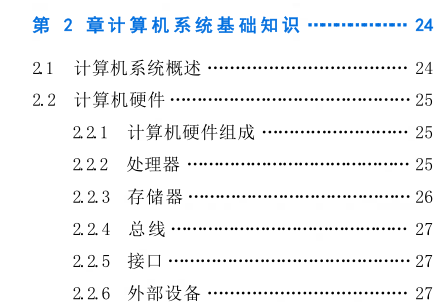 第 2 章计算机系统基础知识 ………………… 24
2.1 计算机系统概述 ……………………………… 24
2.2 计算机硬件 …………………………………… 25
2.2.1 计算机硬件组成 ……………………… 25
2.2.2 处理器 ………………………………… 25
2.2.3 存储器 ………………………………… 26
2.2.4 总线 …………………………………… 27
2.2.5 接口 …………………………………… 27
2.2.6 外部设备 ……………………………… 27